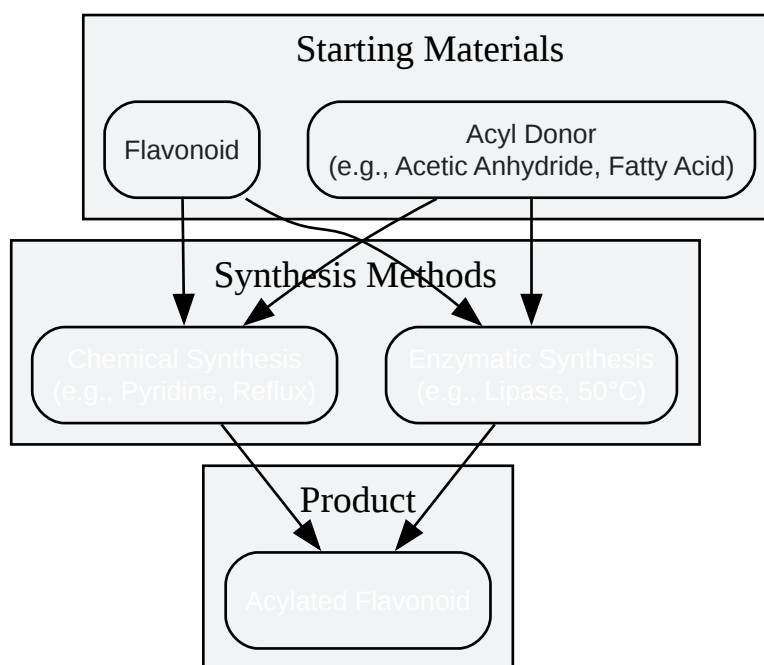 Starting Materials
Flavonoid
Acyl Donor
(e.g., Acetic Anhydride, Fatty Acid)
Synthesis Methods
Chemical Synthesis
(e.g., Pyridine, Reflux)
Enzymatic Synthesis
(e.g., Lipase, 50°C)
Product
Acylated Flavonoid